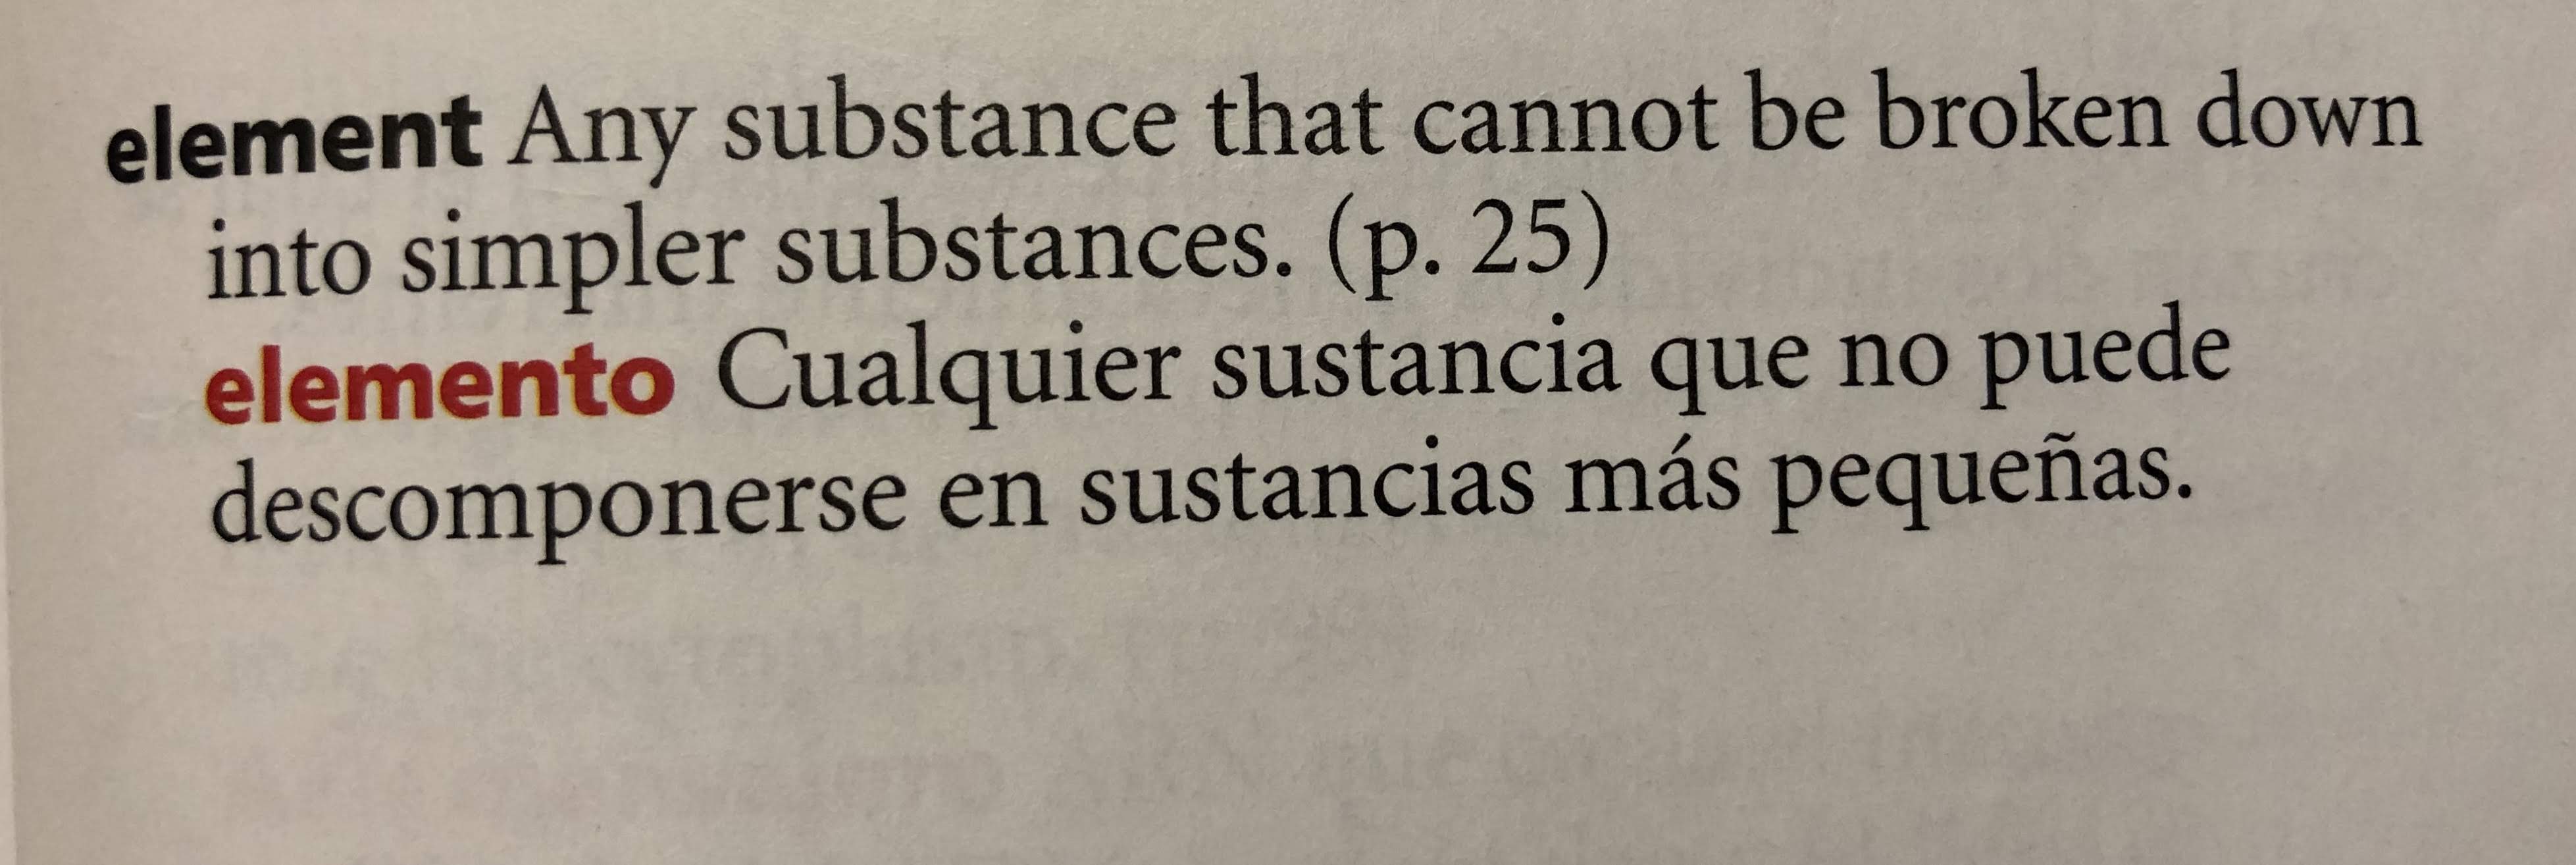 element Any substance that cannot be broken down
into simpler substances. (p. 25)
elemento Cualquier sustancia que no puede
descomponerse en sustancias más pequeñas.